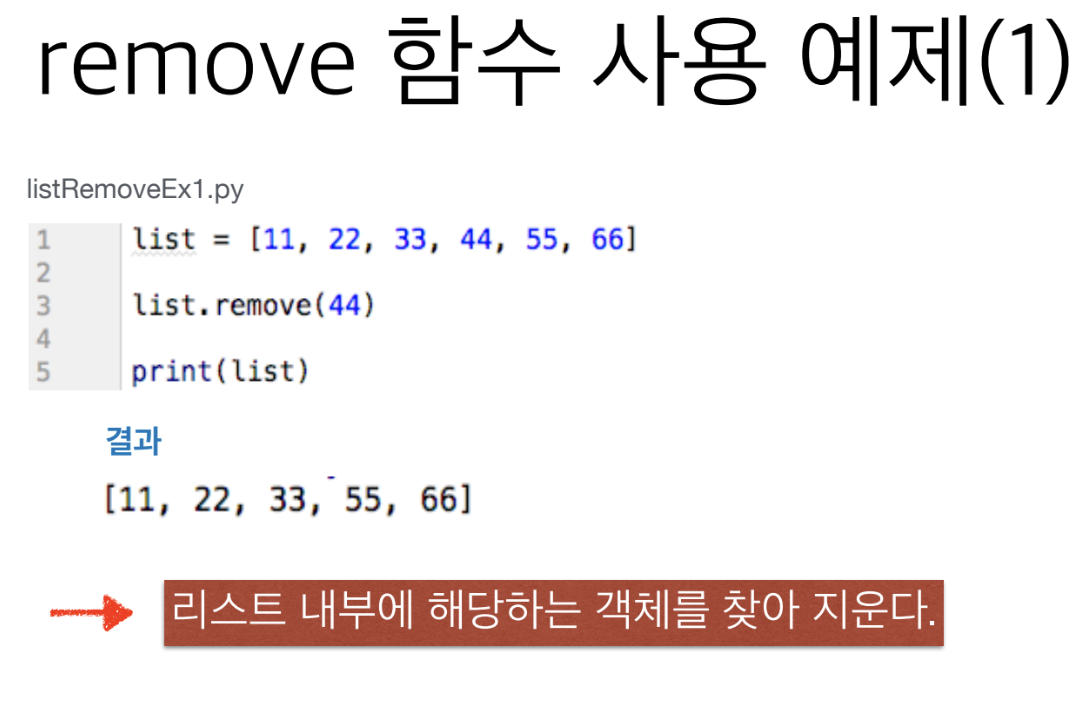 remove 함수 사용 예제(1)
listRemoveEx1.py
1 list = [11, 22, 33, 44, 55, 66]
2
3 list.remove(44)
4
5 print(list)
결과
[11, 22, 33, 55, 66]
리스트 내부에 해당하는 객체를 찾아 지운다.